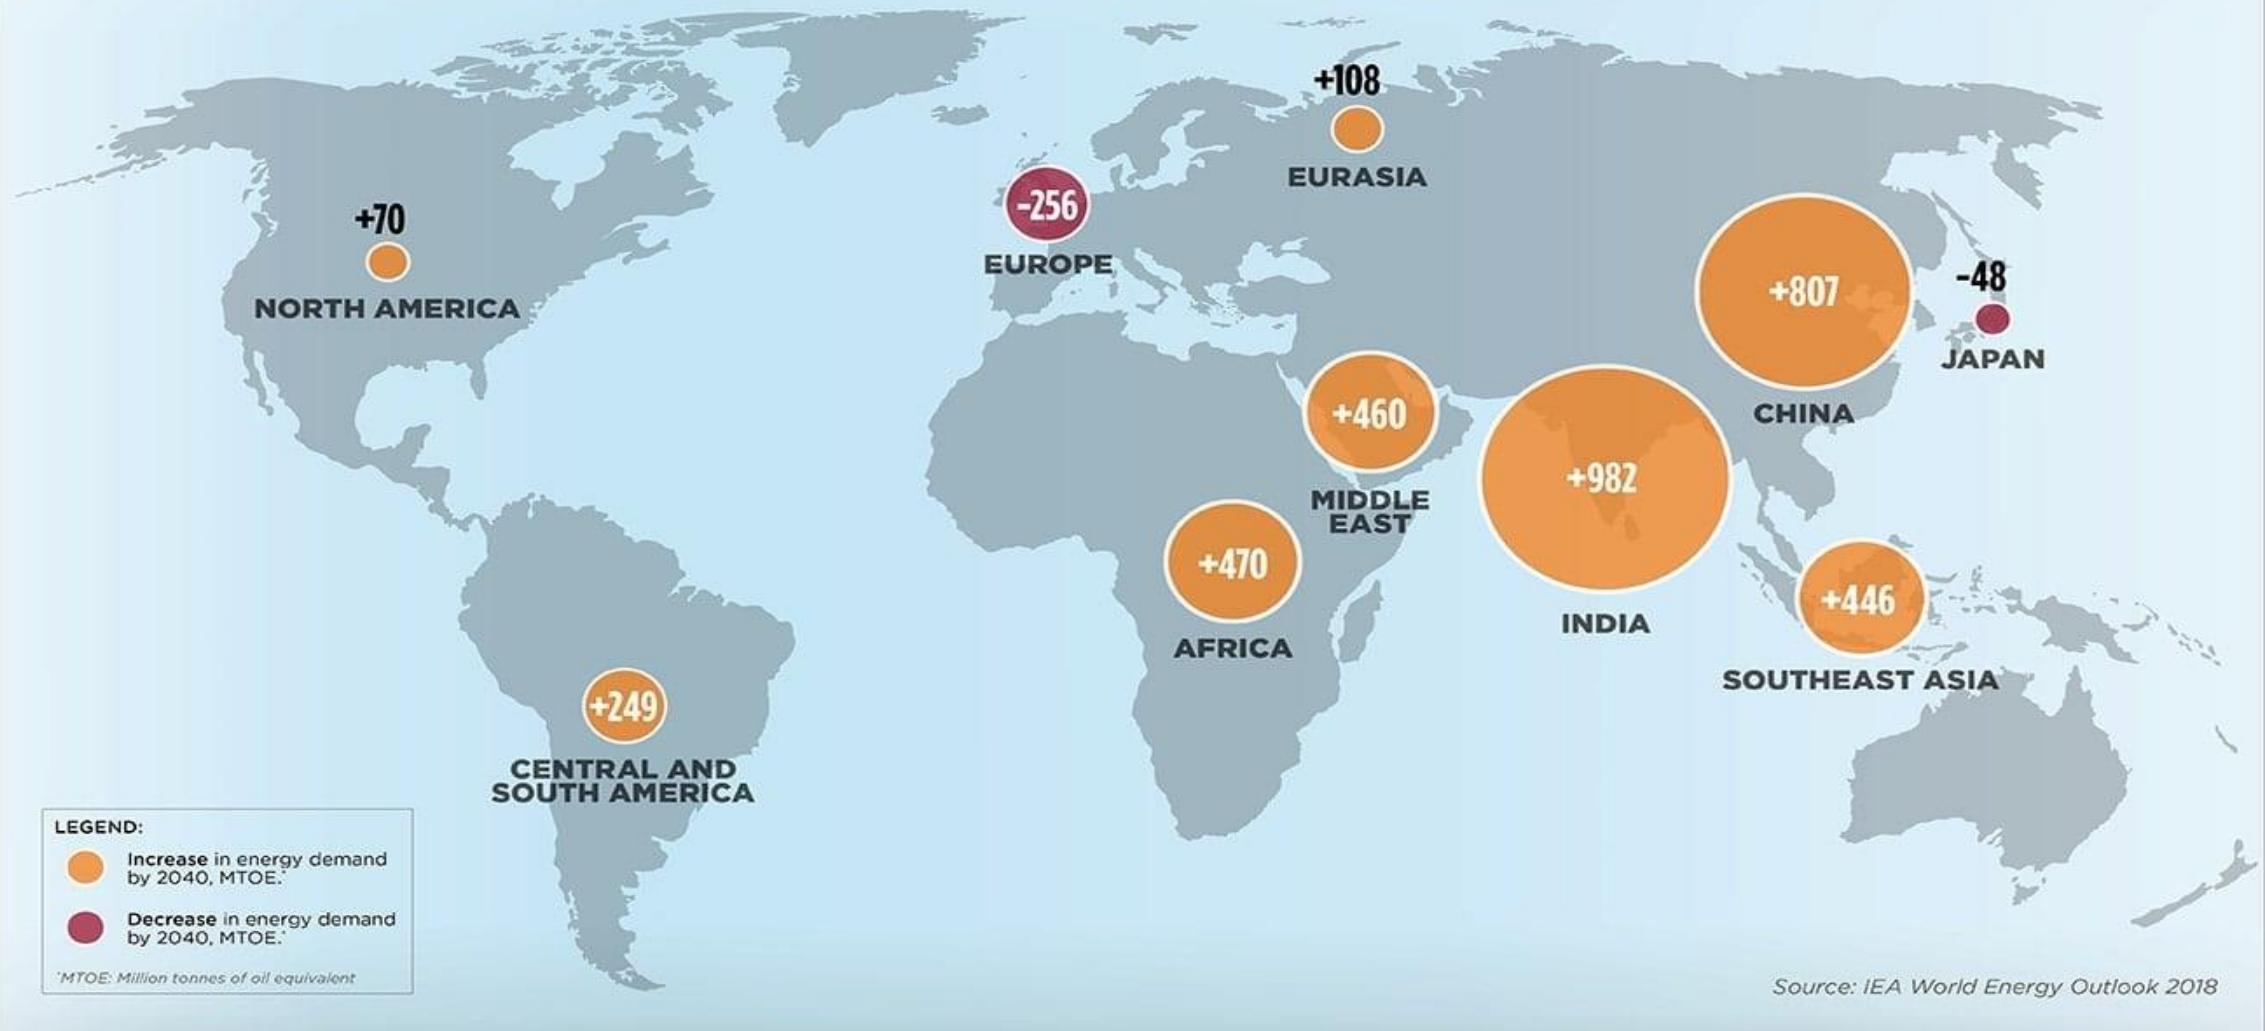 +108
EURASIA
-256
EUROPE
+70
NORTH AMERICA
+807
CHINA
-48
JAPAN
+460
MIDDLE
EAST
+982
INDIA
+470
AFRICA
+446
SOUTHEAST ASIA
+249
CENTRAL AND
SOUTH AMERICA
LEGEND:
Increase in energy demand
by 2040, MTOE.*
Decrease in energy demand
by 2040, MTOE.*
*MTOE: Million tonnes of oil equivalent
Source: IEA World Energy Outlook 2018